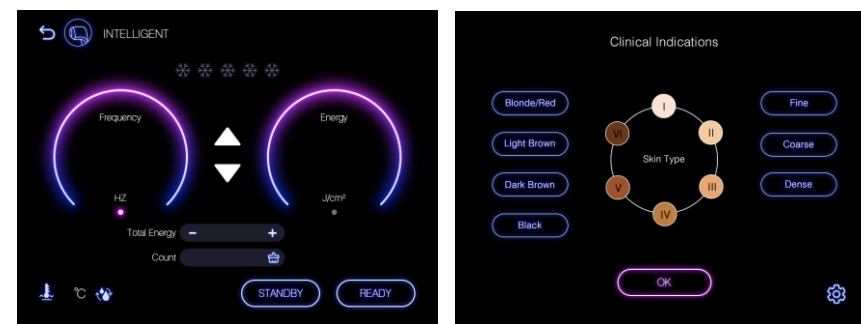 INTELLIGENT
Frequency
Energy
HZ
J/cm²
Total Energy - +
Count
°C
STANDBY
READY
Clinical Indications
Blonde/Red
Light Brown
Dark Brown
Black
I
II
III
IV
V
VI
Skin Type
Fine
Coarse
Dense
OK